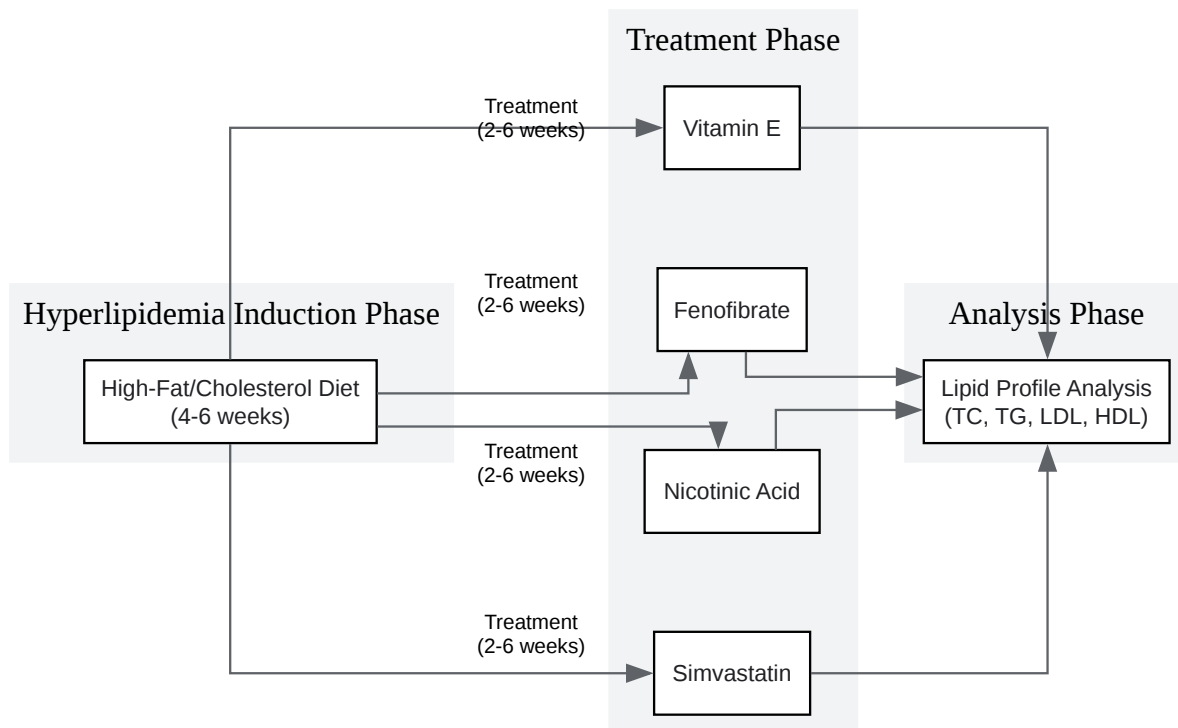 Treatment Phase
Treatment
(2-6 weeks)
Vitamin E
Treatment
(2-6 weeks)
Fenofibrate
Hyperlipidemia Induction Phase
Analysis Phase
High-Fat/Cholesterol Diet
(4-6 weeks)
Lipid Profile Analysis
(TC, TG, LDL, HDL)
Treatment
(2-6 weeks)
Nicotinic Acid
Treatment
(2-6 weeks)
Simvastatin